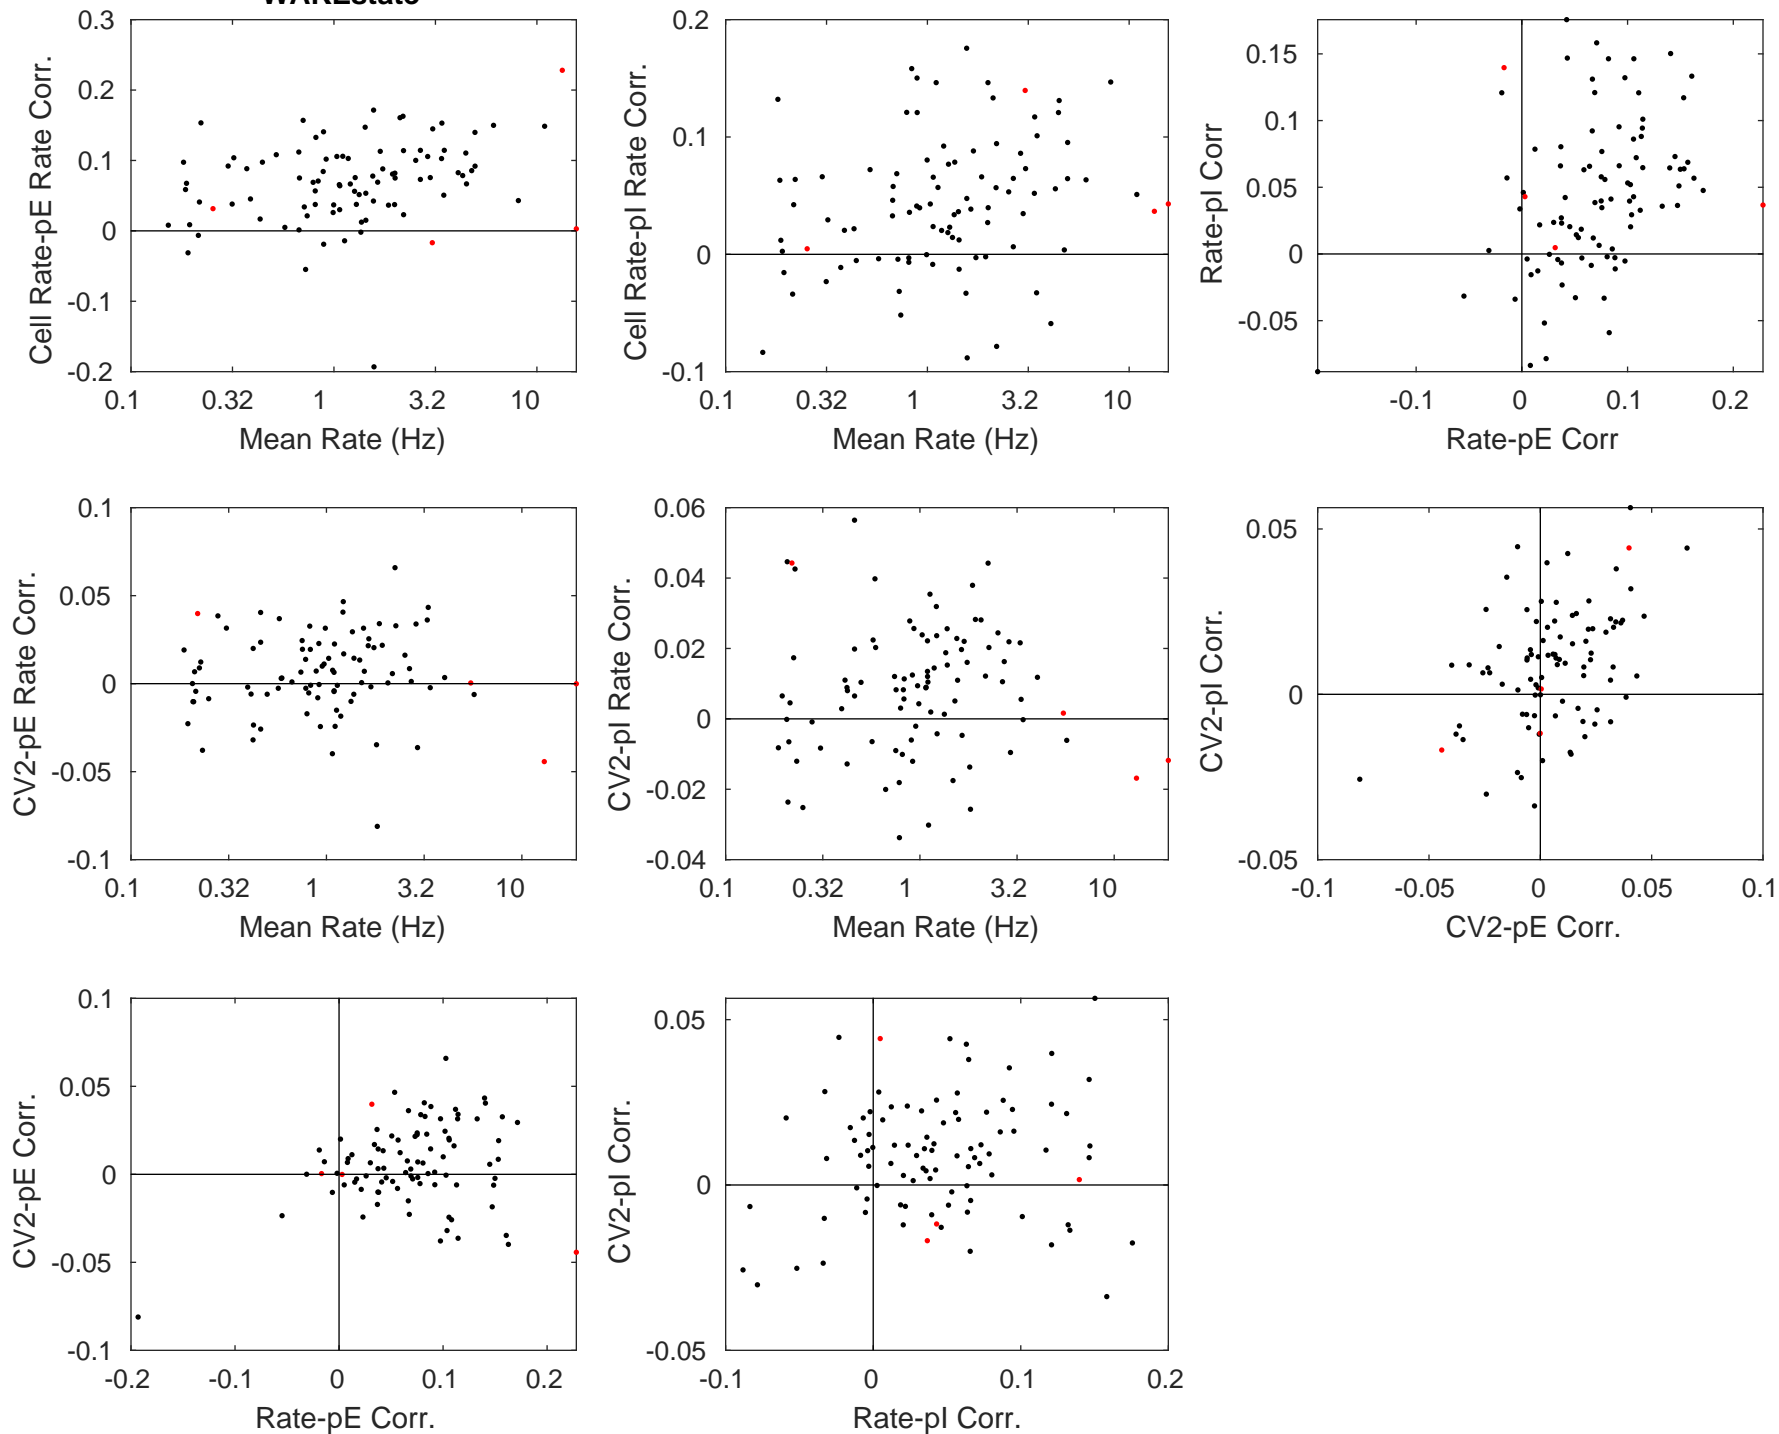 WAKEstate
0.3
0.2
0.1
0
-0.1
-0.2
0.1 0.32 1 3.2 10
Mean Rate (Hz)
Cell Rate-pE Rate Corr.
0.2
0.1
0
-0.1
0.1 0.32 1 3.2 10
Mean Rate (Hz)
Cell Rate-pI Rate Corr.
0.15
0.1
0.05
0
-0.05
-0.1 0 0.1 0.2
Rate-pE Corr
Rate-pI Corr
0.1
0.05
0
-0.05
-0.1
0.1 0.32 1 3.2 10
Mean Rate (Hz)
CV2-pE Rate Corr.
0.06
0.04
0.02
0
-0.02
-0.04
0.1 0.32 1 3.2 10
Mean Rate (Hz)
CV2-pI Rate Corr.
0.05
0
-0.05
-0.1 -0.05 0 0.05 0.1
CV2-pE Corr.
CV2-pI Corr.
0.1
0.05
0
-0.05
-0.1
-0.2 -0.1 0 0.1 0.2
Rate-pE Corr.
CV2-pE Corr.
0.05
0
-0.05
-0.1 0 0.1 0.2
Rate-pI Corr.
CV2-pI Corr.